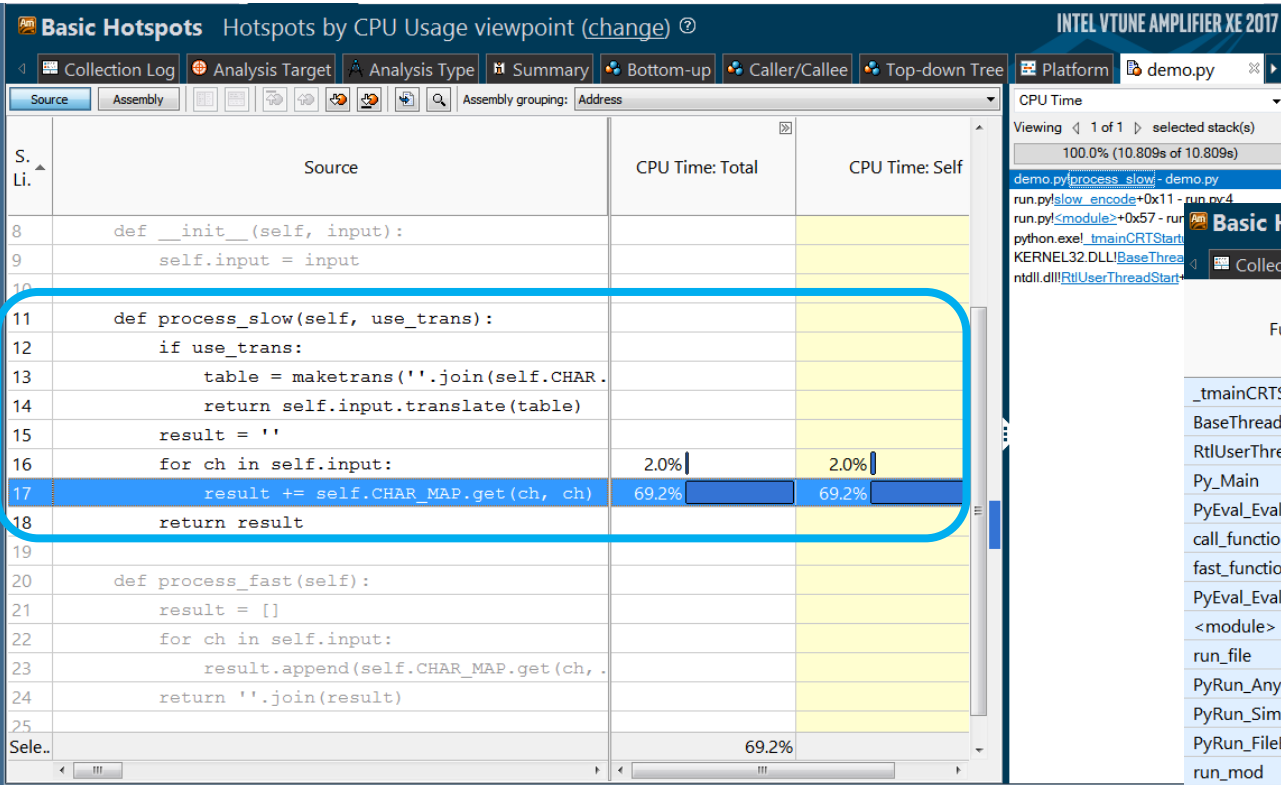 Basic Hotspots Hotspots by CPU Usage viewpoint (change) ?
INTEL VTUNE AMPLIFIER XE 2017
Collection Log Analysis Target Analysis Type Summary Bottom-up Caller/Callee Top-down Tree Platform demo.py
Source Assembly Assembly grouping: Address
CPU Time
Viewing 1 of 1 selected stack(s)
100.0% (10.809s of 10.809s)
demo.py!process_slow - demo.py
run.py!slow_encode+0x11 - run.py:4
run.py!<module>+0x57 - run
python.exe!_tmainCRTStartu
KERNEL32.DLL!BaseThrea
ntdll.dll!RtlUserThreadStart+
S. Li. Source CPU Time: Total CPU Time: Self
8 def __init__(self, input):
9 self.input = input
10
11 def process_slow(self, use_trans):
12 if use_trans:
13 table = maketrans(''.join(self.CHAR.
14 return self.input.translate(table)
15 result = ''
16 for ch in self.input: 2.0% 2.0%
17 result += self.CHAR_MAP.get(ch, ch) 69.2% 69.2%
18 return result
19
20 def process_fast(self):
21 result = []
22 for ch in self.input:
23 result.append(self.CHAR_MAP.get(ch,.
24 return ''.join(result)
25
Sele.. 69.2%
Basic H
Collec
Fu
_tmainCRTS
BaseThread
RtlUserThre
Py_Main
PyEval_Eval
call_functio
fast_functio
PyEval_Eval
<module>
run_file
PyRun_Any
PyRun_Sim
PyRun_File
run_mod